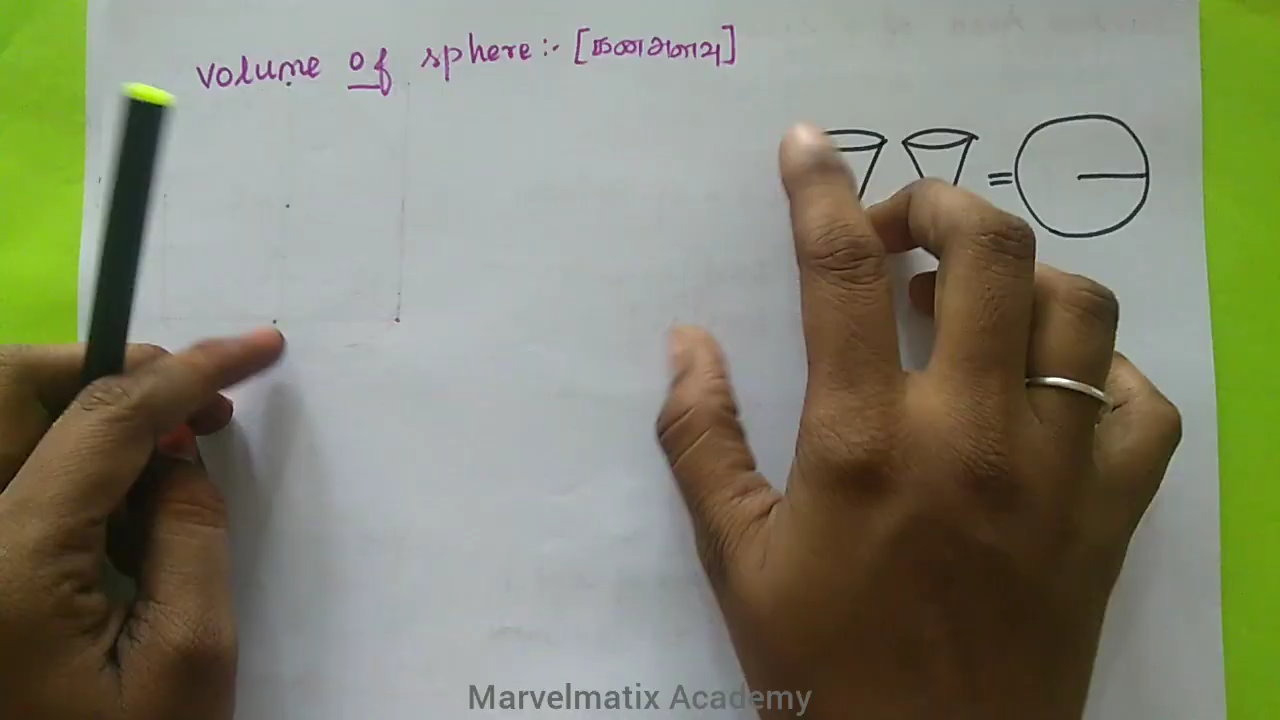 volume of sphere:- [கனஅளவு]
=
Marvelmatix Academy